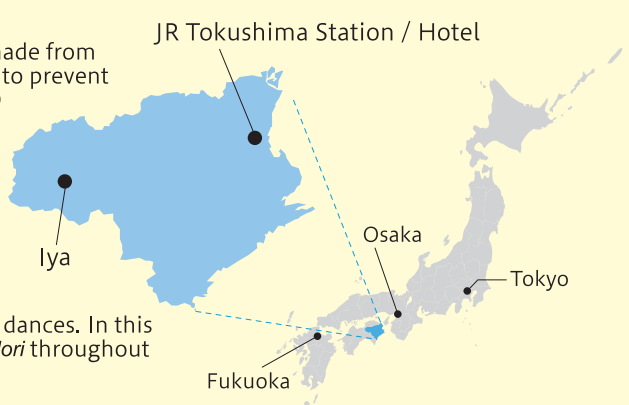 JR Tokushima Station / Hotel
made from
to prevent
Iya
Osaka
Tokyo
dances. In this
throughout
Fukuoka